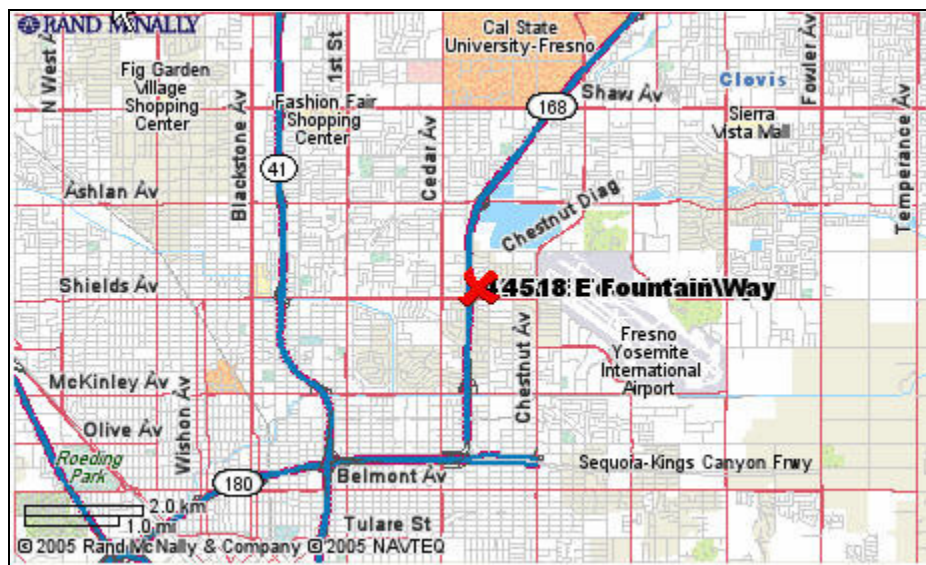 RAND McNALLY
N West Av
Fig Garden
Village
Shopping
Center
Blackstone Av
1st St
Fashion Fair
Shopping
Center
Cal State
University-Fresno
168
Shaw Av
Clovis
Fowler Av
Sierra
Vista Mall
Temperance Av
41
Cedar Av
Ashlan Av
Chestnut Diag
Shields Av
4518 E Fountain Way
Chestnut Av
Fresno
Yosemite
International
Airport
McKinley Av
Wishon Av
Olive Av
Roeding
Park
180
Belmont Av
Sequoia-Kings Canyon Frwy
2.0 km
1.0 mi
Tulare St
© 2005 Rand McNally & Company © 2005 NAVTEQ